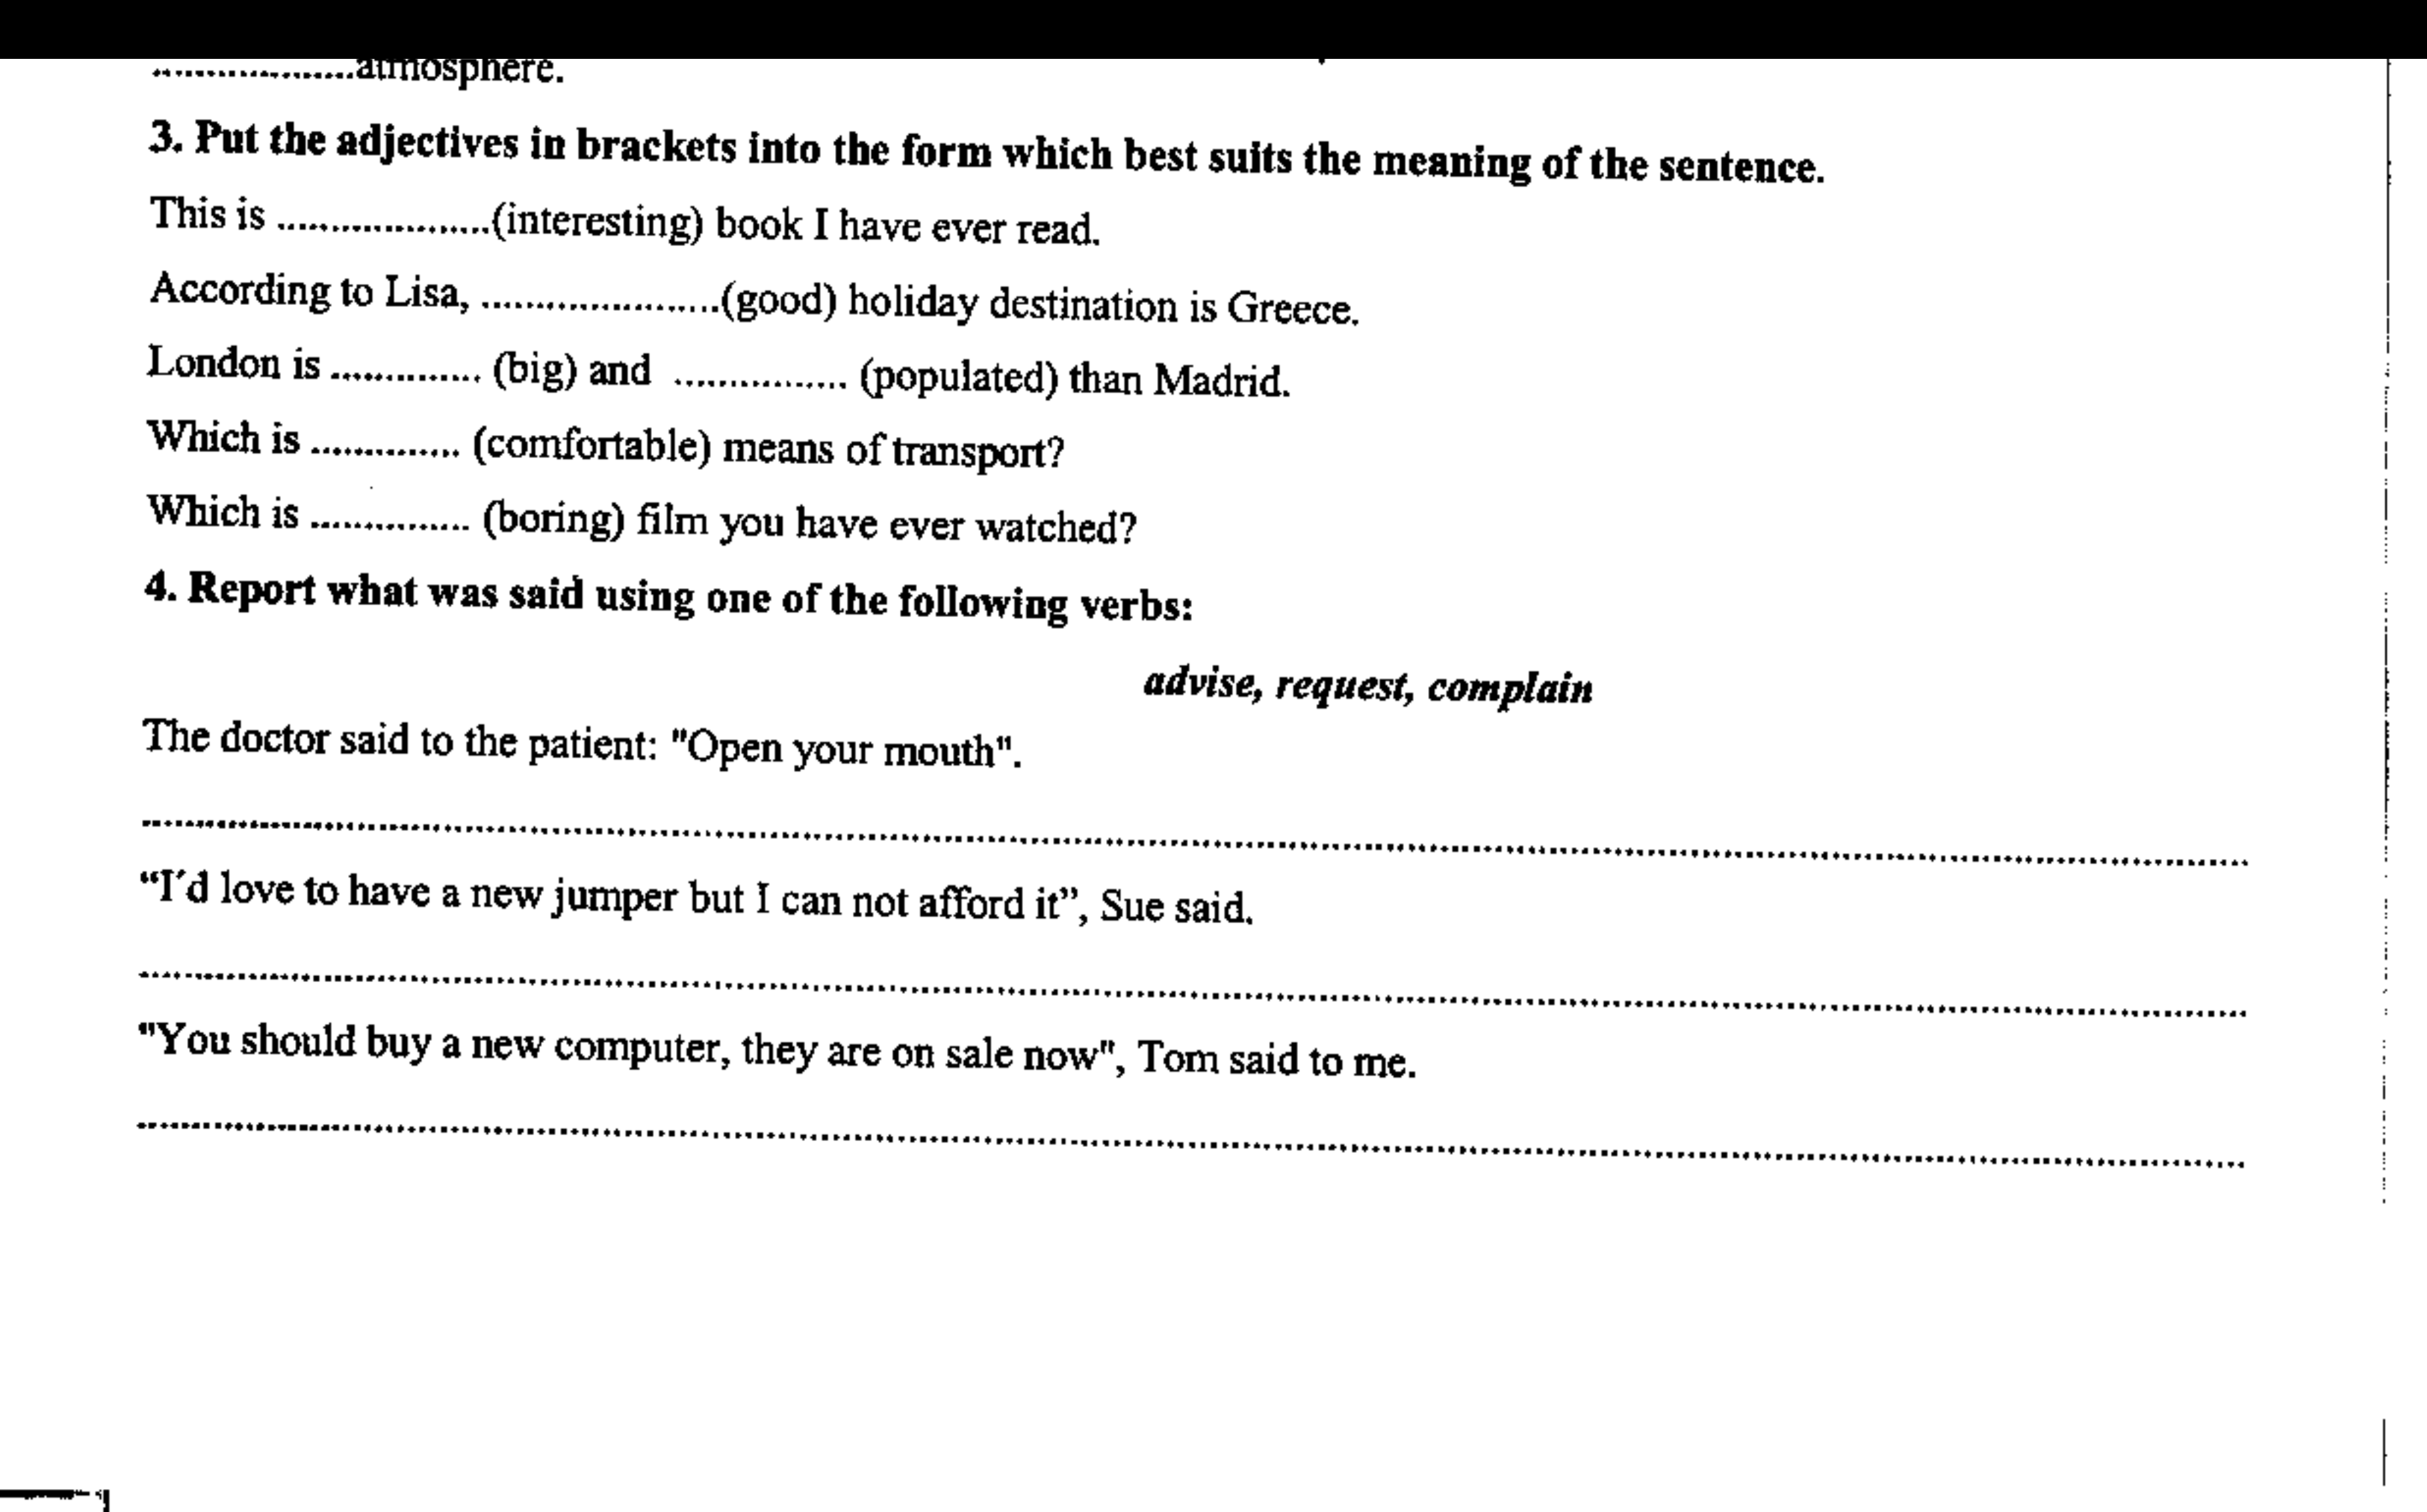 ....................atmosphere.
3. Put the adjectives in brackets into the form which best suits the meaning of the sentence.
This is ....................(interesting) book I have ever read.
According to Lisa, ......................(good) holiday destination is Greece.
London is .............. (big) and ................ (populated) than Madrid.
Which is .............. (comfortable) means of transport?
Which is ............... (boring) film you have ever watched?
4. Report what was said using one of the following verbs:
advise, request, complain
The doctor said to the patient: "Open your mouth".
“I´d love to have a new jumper but I can not afford it”, Sue said.
"You should buy a new computer, they are on sale now", Tom said to me.